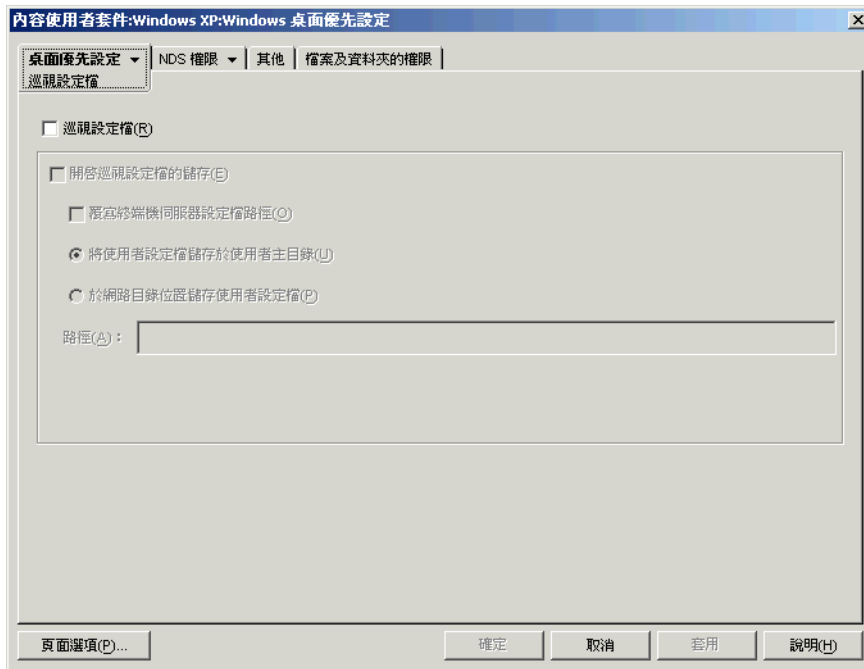 內容使用者套件:Windows XP:Windows 桌面優先設定
桌面優先設定 NDS 權限 其他 檔案及資料夾的權限
巡視設定檔
巡視設定檔(R)
開啓巡視設定檔的儲存(E)
覆寫終端機伺服器設定檔路徑(O)
將使用者設定檔儲存於使用者主目錄(U)
於網路目錄位置儲存使用者設定檔(P)
路徑(A)：
頁面選項(P)... 確定 取消 套用 說明(H)